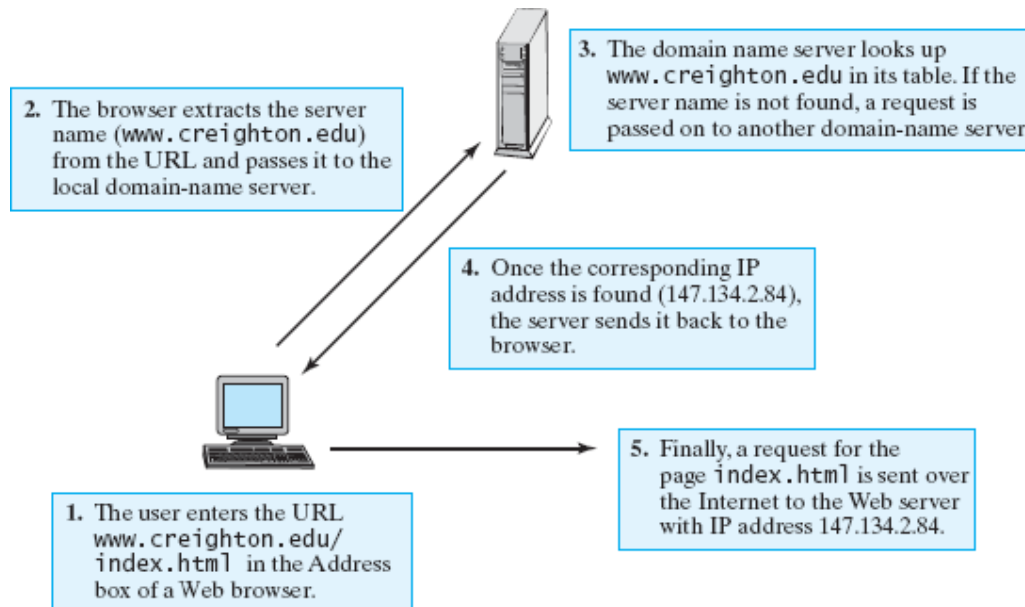 1. The user enters the URL
www.creighton.edu/
index.html in the Address
box of a Web browser.
2. The browser extracts the server
name (www.creighton.edu)
from the URL and passes it to the
local domain-name server.
3. The domain name server looks up
www.creighton.edu in its table. If the
server name is not found, a request is
passed on to another domain-name server
4. Once the corresponding IP
address is found (147.134.2.84),
the server sends it back to the
browser.
5. Finally, a request for the
page index.html is sent over
the Internet to the Web server
with IP address 147.134.2.84.